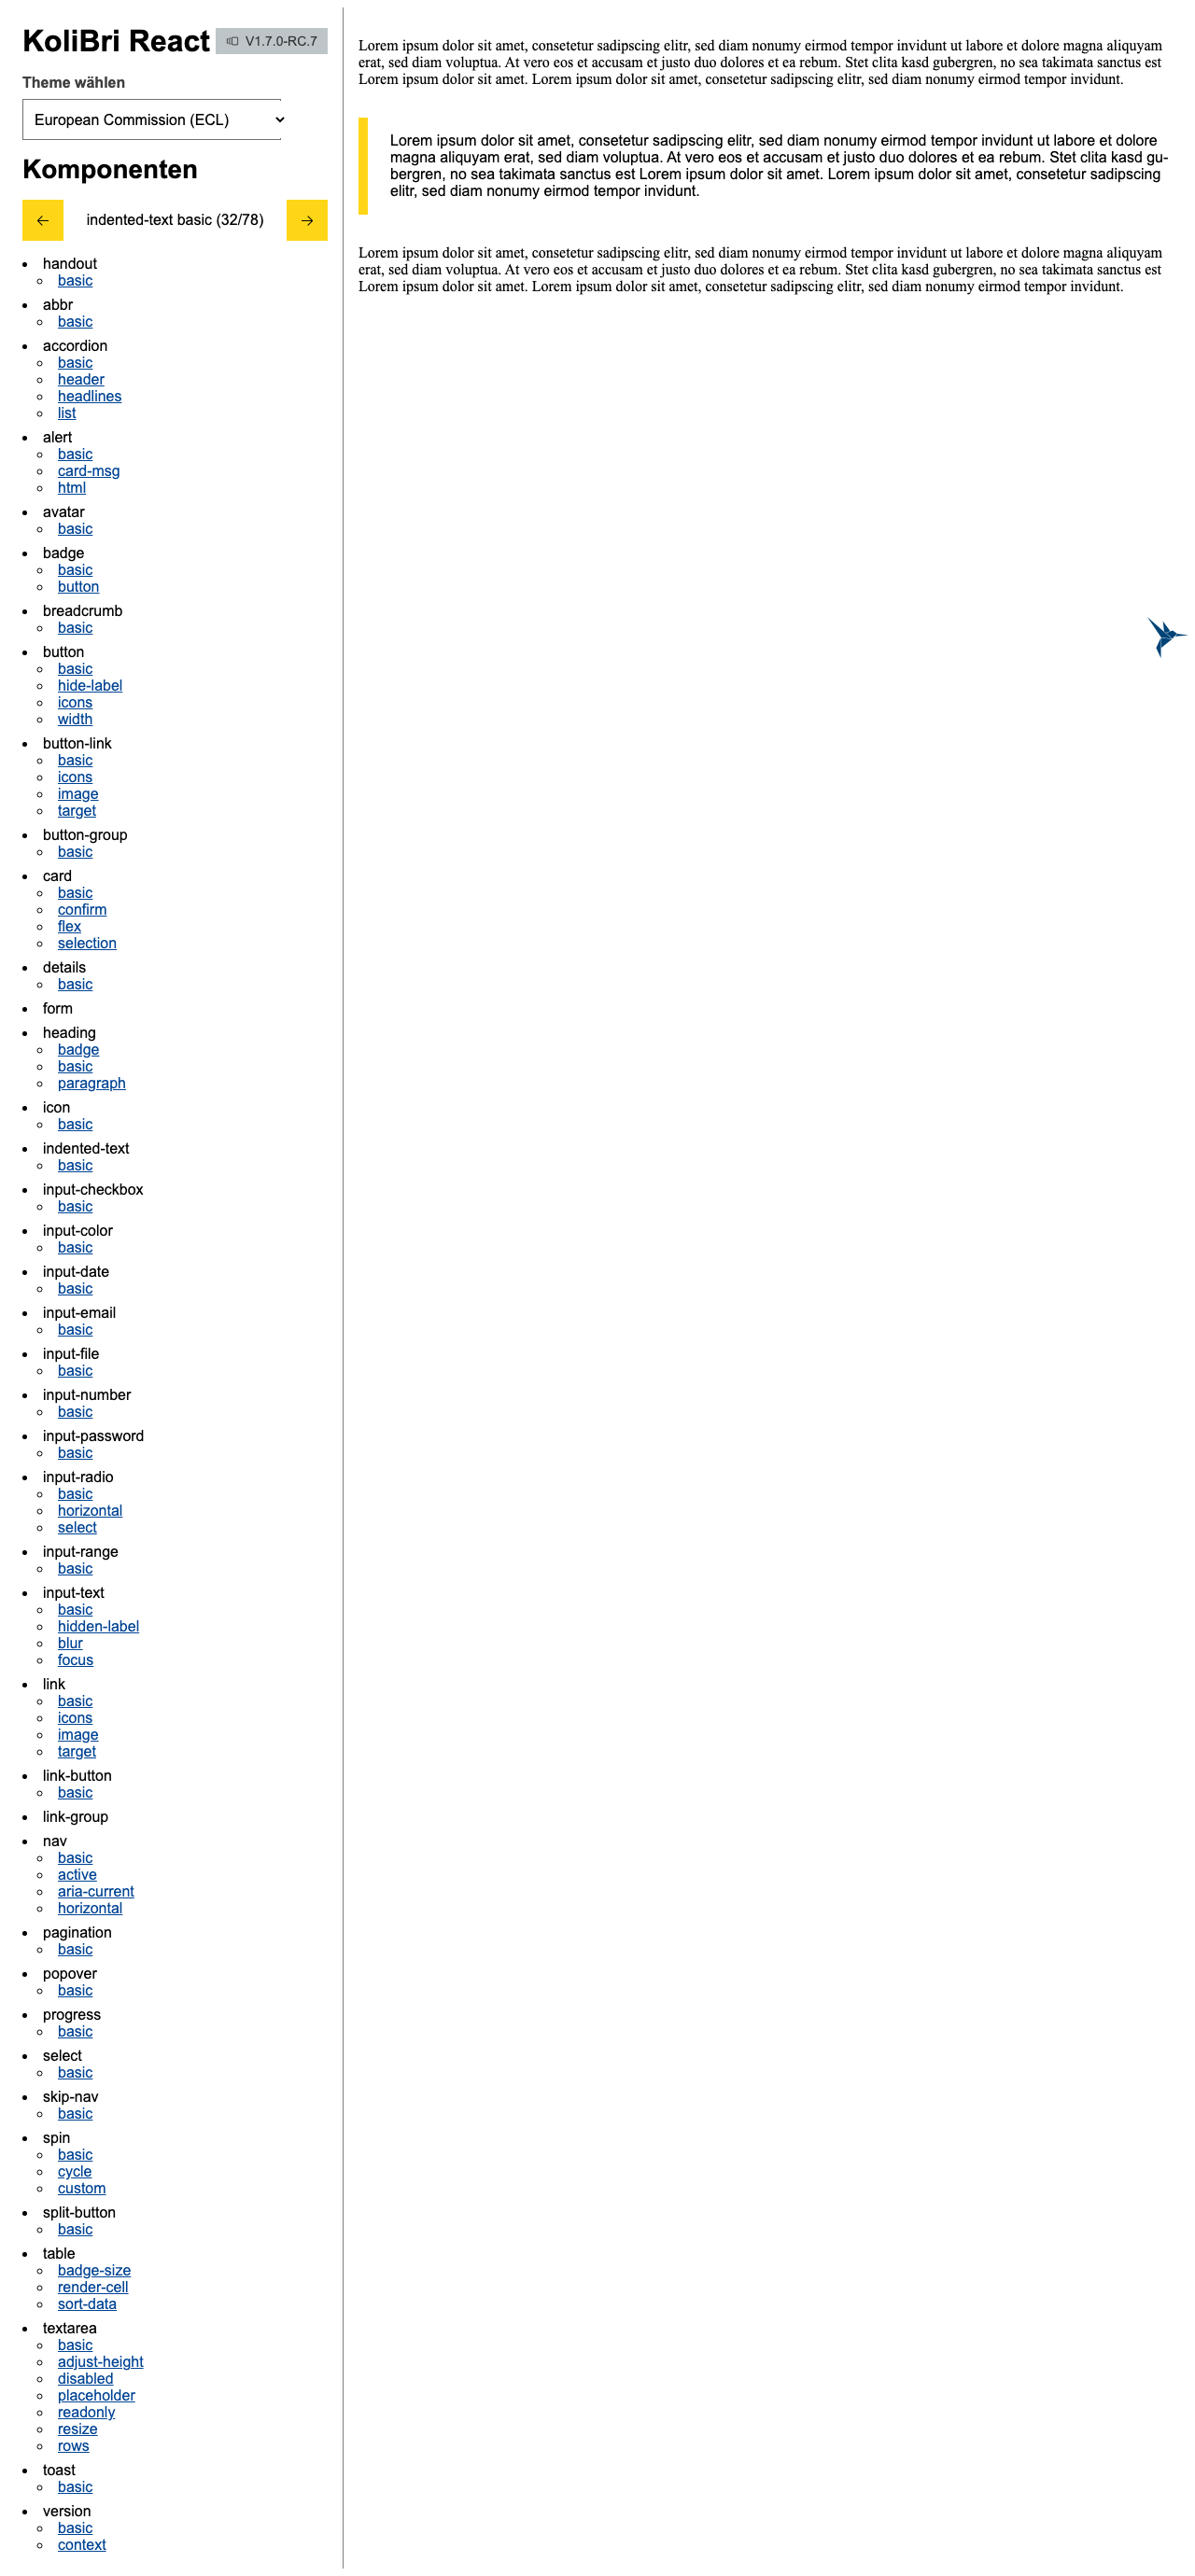 KoliBri React V1.7.0-RC.7
Theme wählen
European Commission (ECL)
Komponenten
indented-text basic (32/78)
handout
basic
abbr
basic
accordion
basic
header
headlines
list
alert
basic
card-msg
html
avatar
basic
badge
basic
button
breadcrumb
basic
button
basic
hide-label
icons
width
button-link
basic
icons
image
target
button-group
basic
card
basic
confirm
flex
selection
details
basic
form
heading
badge
basic
paragraph
icon
basic
indented-text
basic
input-checkbox
basic
input-color
basic
input-date
basic
input-email
basic
input-file
basic
input-number
basic
input-password
basic
input-radio
basic
horizontal
select
input-range
basic
input-text
basic
hidden-label
blur
focus
link
basic
icons
image
target
link-button
basic
link-group
nav
basic
active
aria-current
horizontal
pagination
basic
popover
basic
progress
basic
select
basic
skip-nav
basic
spin
basic
cycle
custom
split-button
basic
table
badge-size
render-cell
sort-data
textarea
basic
adjust-height
disabled
placeholder
readonly
resize
rows
toast
basic
version
basic
context
Lorem ipsum dolor sit amet, consetetur sadipscing elitr, sed diam nonumy eirmod tempor invidunt ut labore et dolore magna aliquyam
erat, sed diam voluptua. At vero eos et accusam et justo duo dolores et ea rebum. Stet clita kasd gubergren, no sea takimata sanctus est
Lorem ipsum dolor sit amet. Lorem ipsum dolor sit amet, consetetur sadipscing elitr, sed diam nonumy eirmod tempor invidunt.
Lorem ipsum dolor sit amet, consetetur sadipscing elitr, sed diam nonumy eirmod tempor invidunt ut labore et dolore
magna aliquyam erat, sed diam voluptua. At vero eos et accusam et justo duo dolores et ea rebum. Stet clita kasd gu-
bergren, no sea takimata sanctus est Lorem ipsum dolor sit amet. Lorem ipsum dolor sit amet, consetetur sadipscing
elitr, sed diam nonumy eirmod tempor invidunt.
Lorem ipsum dolor sit amet, consetetur sadipscing elitr, sed diam nonumy eirmod tempor invidunt ut labore et dolore magna aliquyam
erat, sed diam voluptua. At vero eos et accusam et justo duo dolores et ea rebum. Stet clita kasd gubergren, no sea takimata sanctus est
Lorem ipsum dolor sit amet. Lorem ipsum dolor sit amet, consetetur sadipscing elitr, sed diam nonumy eirmod tempor invidunt.